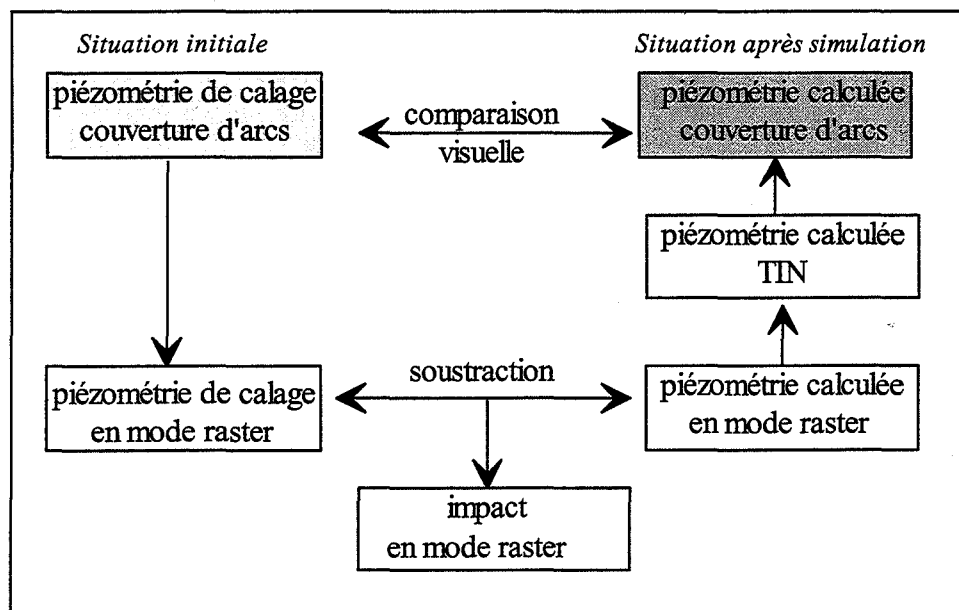 Situation initiale
Situation après simulation
piézométrie de calage
couverture d'arcs
comparaison
visuelle
piézométrie calculée
couverture d'arcs
piézométrie calculée
TIN
piézométrie de calage
en mode raster
soustraction
piézométrie calculée
en mode raster
impact
en mode raster